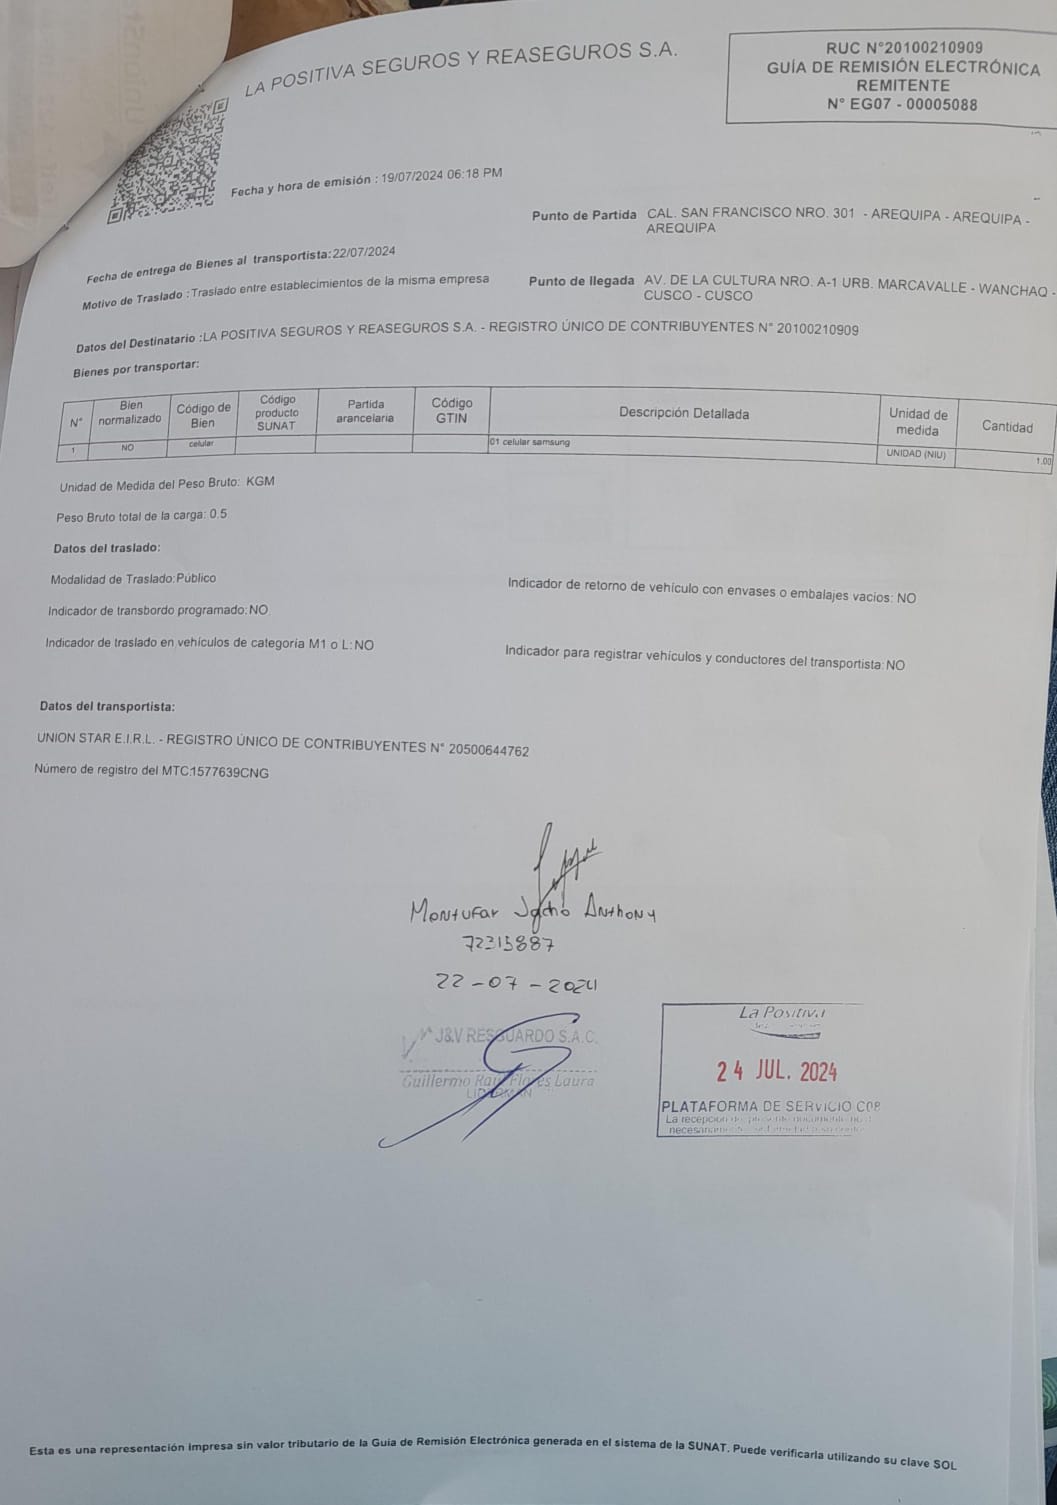 LA POSITIVA SEGUROS Y REASEGUROS S.A.
RUC N°20100210909
GUÍA DE REMISIÓN ELECTRÓNICA
REMITENTE
N° EG07 - 00005088
Fecha y hora de emisión : 19/07/2024 06:18 PM
Punto de Partida CAL. SAN FRANCISCO NRO. 301 - AREQUIPA - AREQUIPA -
AREQUIPA
Fecha de entrega de Bienes al transportista:22/07/2024
Motivo de Traslado :Traslado entre establecimientos de la misma empresa
Punto de llegada AV. DE LA CULTURA NRO. A-1 URB. MARCAVALLE - WANCHAQ -
CUSCO - CUSCO
Datos del Destinatario :LA POSITIVA SEGUROS Y REASEGUROS S.A. - REGISTRO ÚNICO DE CONTRIBUYENTES N° 20100210909
Bienes por transportar:
N° Bien normalizado Código de Bien Código producto SUNAT Partida arancelaria Código GTIN Descripción Detallada Unidad de medida Cantidad
1 NO celular 01 celular samsung UNIDAD (NIU) 1.00
Unidad de Medida del Peso Bruto: KGM
Peso Bruto total de la carga: 0.5
Datos del traslado:
Modalidad de Traslado:Público
Indicador de retorno de vehículo con envases o embalajes vacios: NO
Indicador de transbordo programado:NO
Indicador de traslado en vehículos de categoría M1 o L:NO
Indicador para registrar vehículos y conductores del transportista:NO
Datos del transportista:
UNION STAR E.I.R.L. - REGISTRO ÚNICO DE CONTRIBUYENTES N° 20500644762
Número de registro del MTC:1577639CNG
Montufar Anthony
72315887
22-07-2024
J&V RESGUARDO S.A.C.
Guillermo Raul Flores Laura
La Positiva
24 JUL. 2024
PLATAFORMA DE SERVICIO C08
La recepción
Esta es una representación impresa sin valor tributario de la Guía de Remisión Electrónica generada en el sistema de la SUNAT. Puede verificarla utilizando su clave SOL